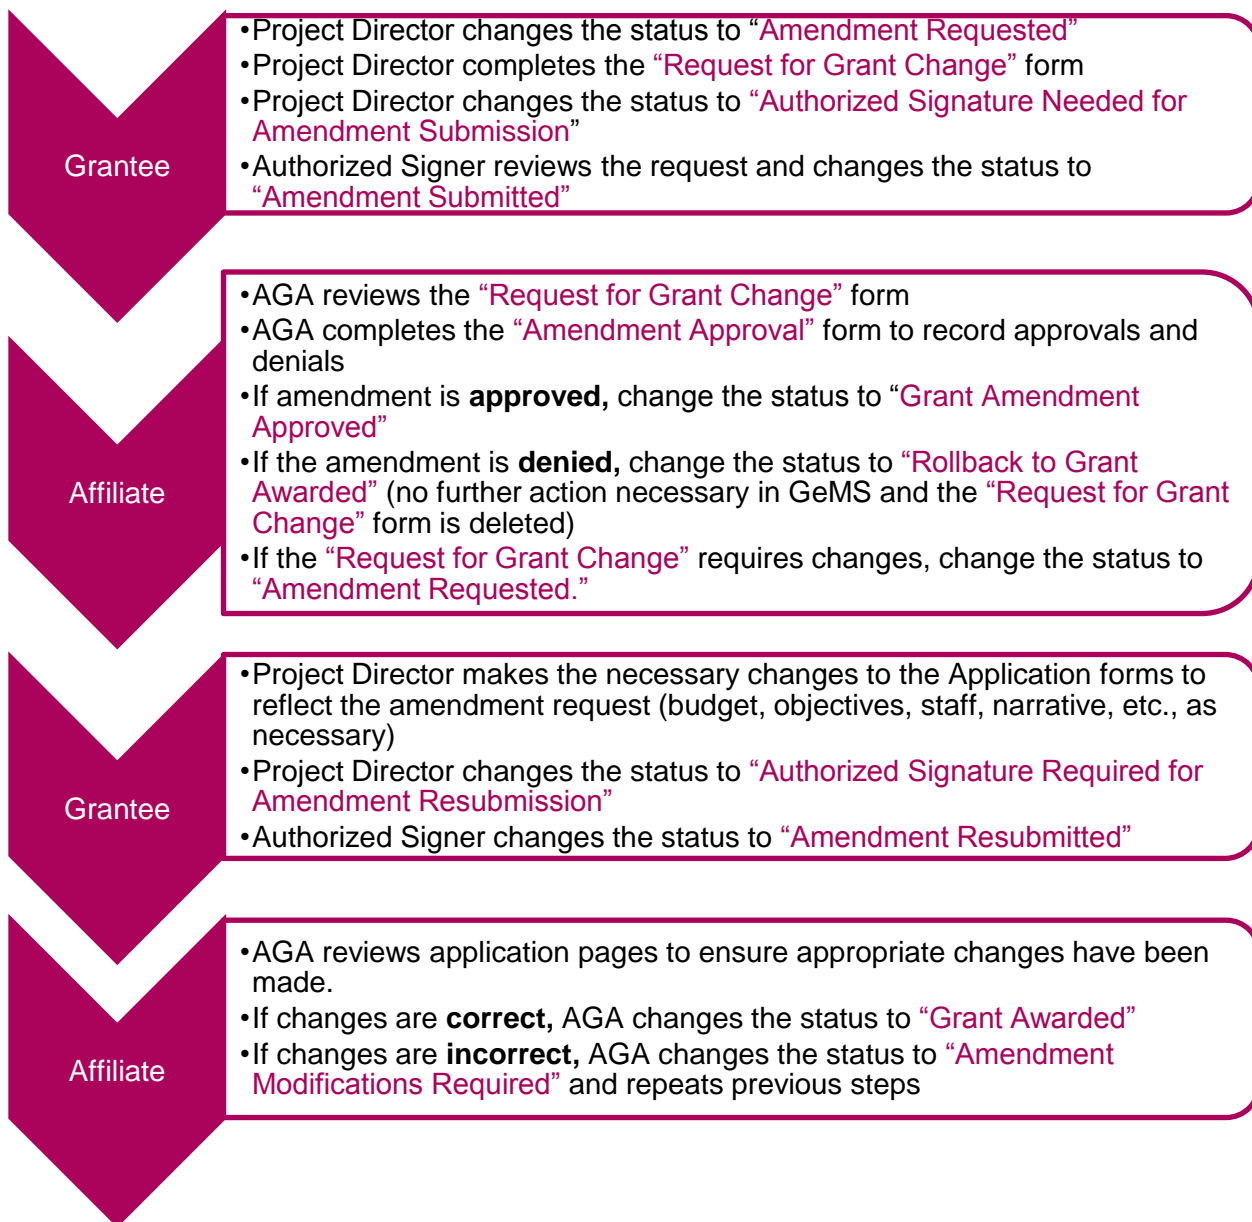 Grantee
•Project Director changes the status to “Amendment Requested”
•Project Director completes the “Request for Grant Change” form
•Project Director changes the status to “Authorized Signature Needed for
Amendment Submission”
•Authorized Signer reviews the request and changes the status to
“Amendment Submitted”
Affiliate
•AGA reviews the “Request for Grant Change” form
•AGA completes the “Amendment Approval” form to record approvals and
denials
•If amendment is approved, change the status to “Grant Amendment
Approved”
•If the amendment is denied, change the status to “Rollback to Grant
Awarded” (no further action necessary in GeMS and the “Request for Grant
Change” form is deleted)
•If the “Request for Grant Change” requires changes, change the status to
“Amendment Requested.”
Grantee
•Project Director makes the necessary changes to the Application forms to
reflect the amendment request (budget, objectives, staff, narrative, etc., as
necessary)
•Project Director changes the status to “Authorized Signature Required for
Amendment Resubmission”
•Authorized Signer changes the status to “Amendment Resubmitted”
Affiliate
•AGA reviews application pages to ensure appropriate changes have been
made.
•If changes are correct, AGA changes the status to “Grant Awarded”
•If changes are incorrect, AGA changes the status to “Amendment
Modifications Required” and repeats previous steps